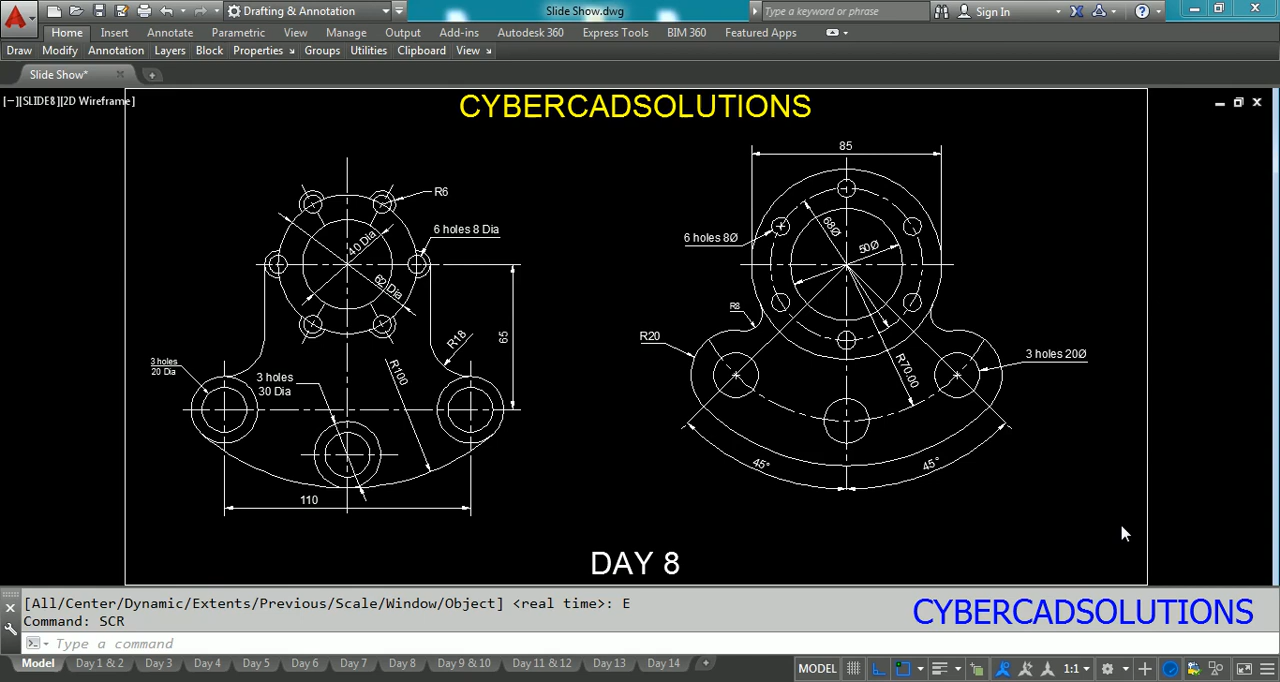 Drafting & Annotation
Slide Show.dwg
Type a keyword or phrase
Sign In
Home Insert Annotate Parametric View Manage Output Add-ins Autodesk 360 Express Tools BIM 360 Featured Apps
Draw Modify Annotation Layers Block Properties Groups Utilities Clipboard View
Slide Show*
[−][SLIDE8][2D Wireframe]
CYBERCADSOLUTIONS
R6
6 holes 8 Dia
40 Dia
62 Dia
65
R18
R100
3 holes
20 Dia
3 holes
30 Dia
110
85
6 holes 8Ø
68Ø
50Ø
R8
R20
R70.00
3 holes 20Ø
45°
45°
DAY 8
[All/Center/Dynamic/Extents/Previous/Scale/Window/Object] <real time>: E
Command: SCR
CYBERCADSOLUTIONS
Type a command
Model Day 1 & 2 Day 3 Day 4 Day 5 Day 6 Day 7 Day 8 Day 9 & 10 Day 11 & 12 Day 13 Day 14
MODEL 1:1